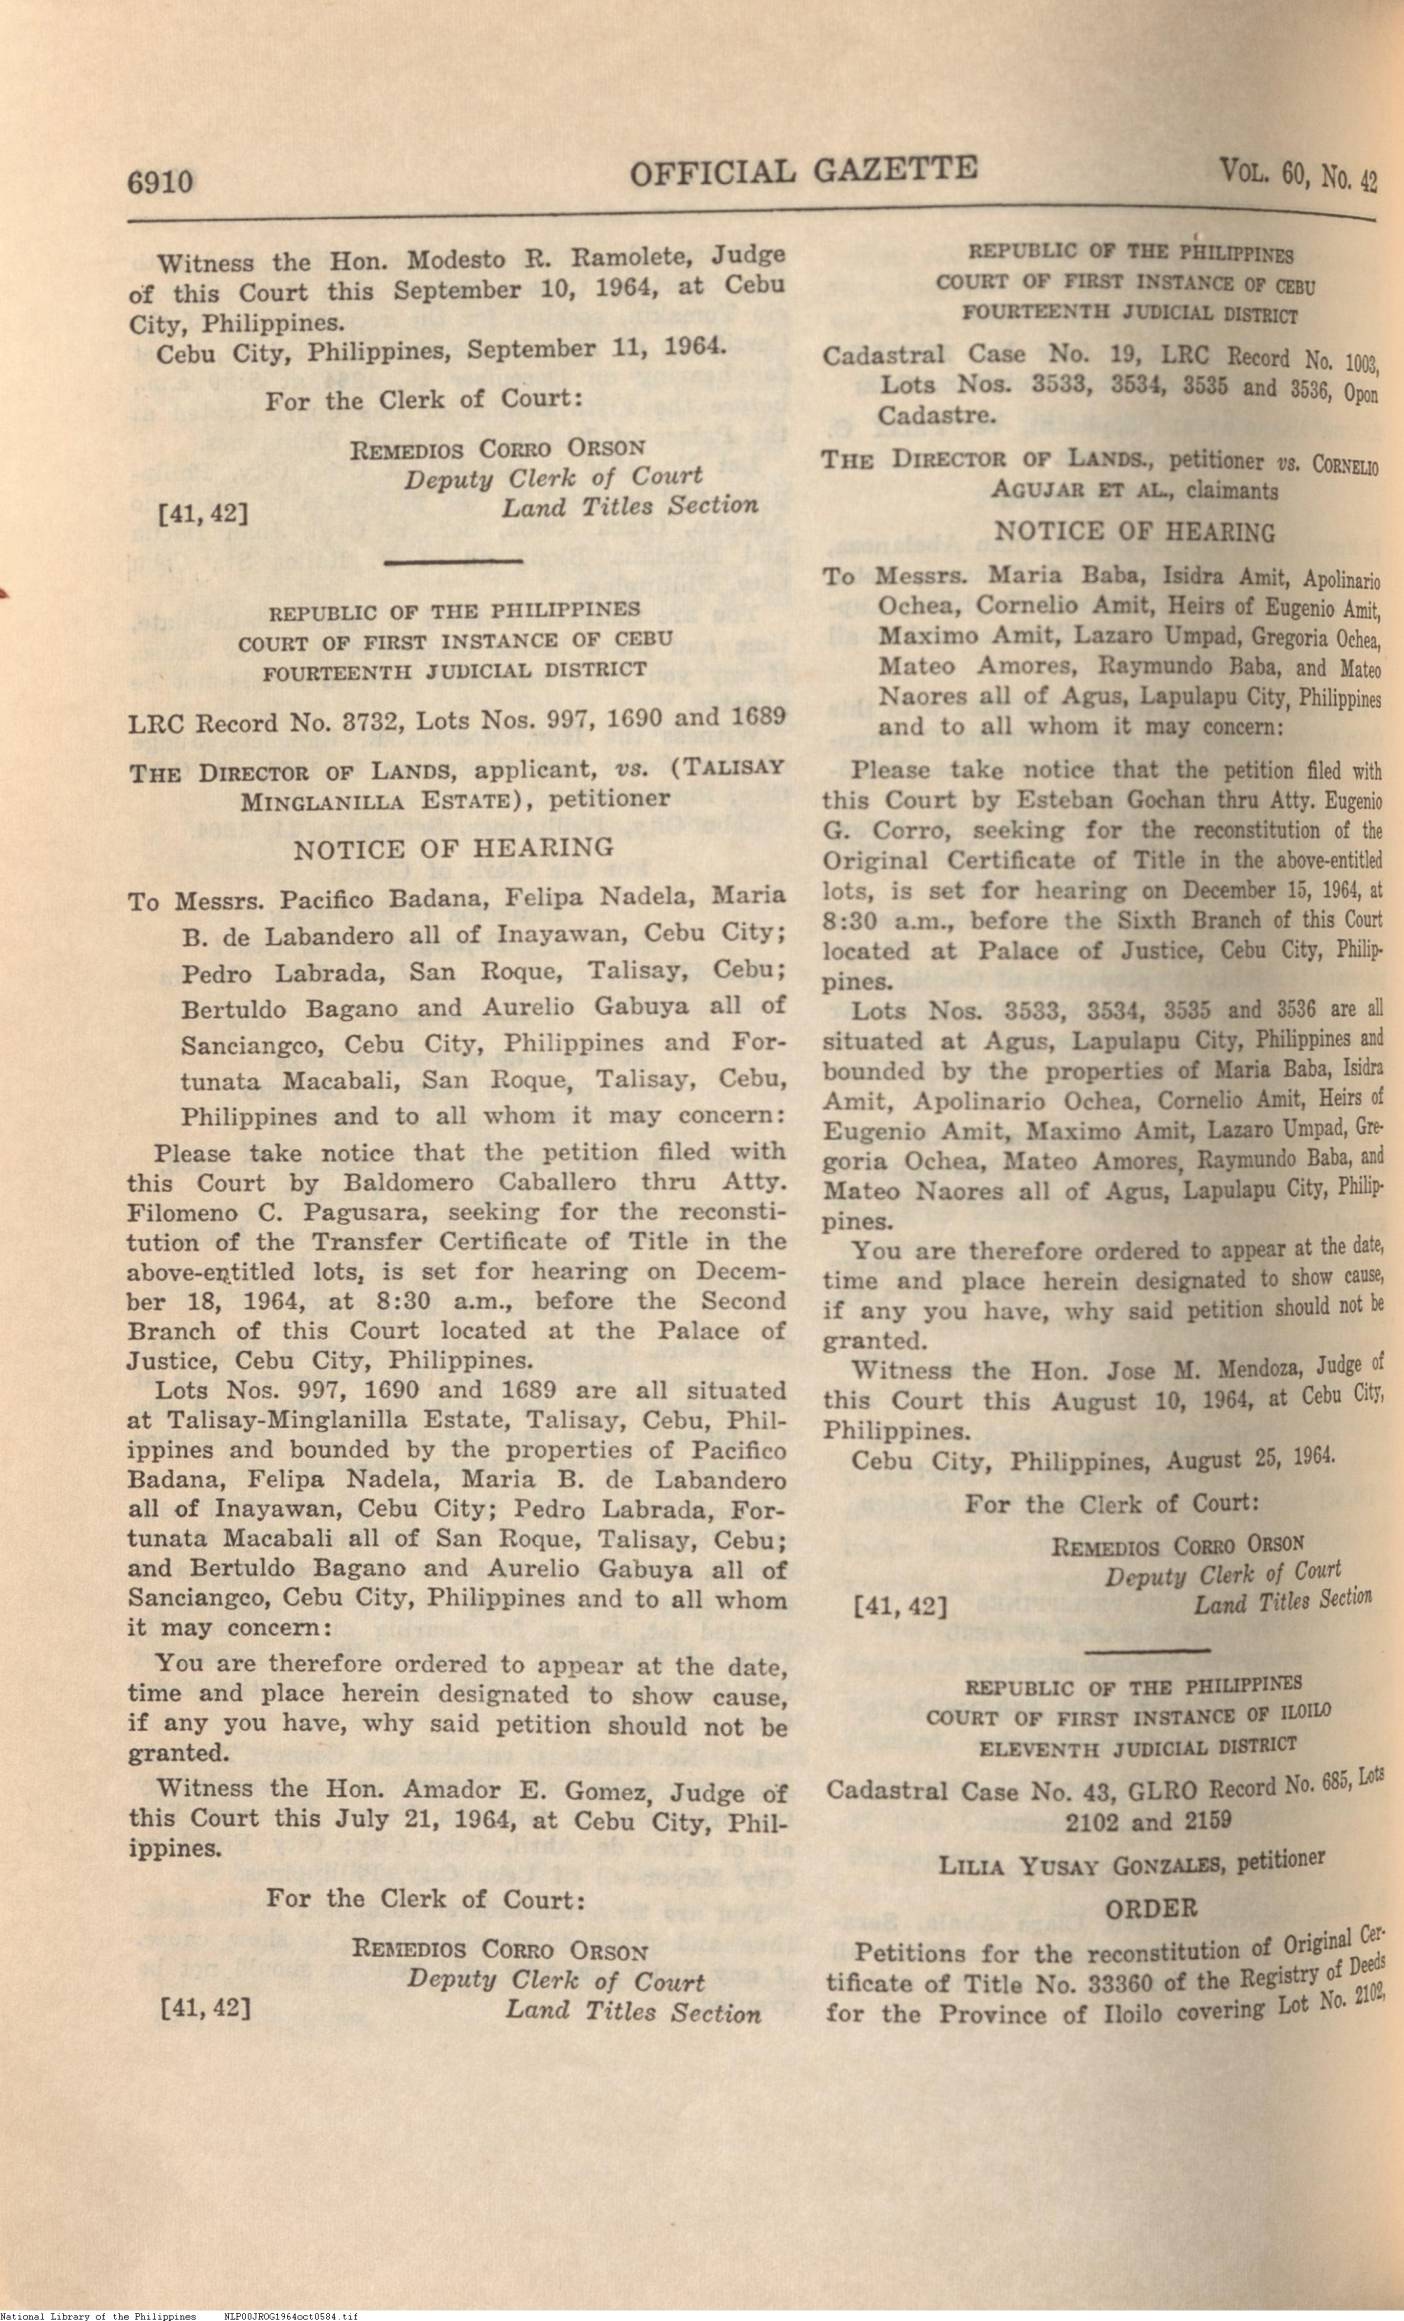 6910
OFFICIAL GAZETTE
VOL. 60, No. 42
Witness the Hon. Modesto R. Ramolete, Judge
of this Court this September 10, 1964, at Cebu
City, Philippines.
Cebu City, Philippines, September 11, 1964.
For the Clerk of Court:
REMEDIOS CORRO ORSON
Deputy Clerk of Court
[41, 42] Land Titles Section
REPUBLIC OF THE PHILIPPINES
COURT OF FIRST INSTANCE OF CEBU
FOURTEENTH JUDICIAL DISTRICT
LRC Record No. 3732, Lots Nos. 997, 1690 and 1689
THE DIRECTOR OF LANDS, applicant, vs. (TALISAY
MINGLANILLA ESTATE), petitioner
NOTICE OF HEARING
To Messrs. Pacifico Badana, Felipa Nadela, Maria
B. de Labandero all of Inayawan, Cebu City;
Pedro Labrada, San Roque, Talisay, Cebu;
Bertuldo Bagano and Aurelio Gabuya all of
Sanciangco, Cebu City, Philippines and For-
tunata Macabali, San Roque, Talisay, Cebu,
Philippines and to all whom it may concern:
Please take notice that the petition filed with
this Court by Baldomero Caballero thru Atty.
Filomeno C. Pagusara, seeking for the reconsti-
tution of the Transfer Certificate of Title in the
above-entitled lots, is set for hearing on Decem-
ber 18, 1964, at 8:30 a.m., before the Second
Branch of this Court located at the Palace of
Justice, Cebu City, Philippines.
Lots Nos. 997, 1690 and 1689 are all situated
at Talisay-Minglanilla Estate, Talisay, Cebu, Phil-
ippines and bounded by the properties of Pacifico
Badana, Felipa Nadela, Maria B. de Labandero
all of Inayawan, Cebu City; Pedro Labrada, For-
tunata Macabali all of San Roque, Talisay, Cebu;
and Bertuldo Bagano and Aurelio Gabuya all of
Sanciangco, Cebu City, Philippines and to all whom
it may concern:
You are therefore ordered to appear at the date,
time and place herein designated to show cause,
if any you have, why said petition should not be
granted.
Witness the Hon. Amador E. Gomez, Judge of
this Court this July 21, 1964, at Cebu City, Phil-
ippines.
For the Clerk of Court:
REMEDIOS CORRO ORSON
Deputy Clerk of Court
[41, 42] Land Titles Section
REPUBLIC OF THE PHILIPPINES
COURT OF FIRST INSTANCE OF CEBU
FOURTEENTH JUDICIAL DISTRICT
Cadastral Case No. 19, LRC Record No. 1003,
Lots Nos. 3533, 3534, 3535 and 3536, Opon
Cadastre.
THE DIRECTOR OF LANDS., petitioner vs. CORNELIO
AGUJAR ET AL., claimants
NOTICE OF HEARING
To Messrs. Maria Baba, Isidra Amit, Apolinario
Ochea, Cornelio Amit, Heirs of Eugenio Amit,
Maximo Amit, Lazaro Umpad, Gregoria Ochea,
Mateo Amores, Raymundo Baba, and Mateo
Naores all of Agus, Lapulapu City, Philippines
and to all whom it may concern:
Please take notice that the petition filed with
this Court by Esteban Gochan thru Atty. Eugenio
G. Corro, seeking for the reconstitution of the
Original Certificate of Title in the above-entitled
lots, is set for hearing on December 15, 1964, at
8:30 a.m., before the Sixth Branch of this Court
located at Palace of Justice, Cebu City, Philip-
pines.
Lots Nos. 3533, 3534, 3535 and 3536 are all
situated at Agus, Lapulapu City, Philippines and
bounded by the properties of Maria Baba, Isidra
Amit, Apolinario Ochea, Cornelio Amit, Heirs of
Eugenio Amit, Maximo Amit, Lazaro Umpad, Gre-
goria Ochea, Mateo Amores, Raymundo Baba, and
Mateo Naores all of Agus, Lapulapu City, Philip-
pines.
You are therefore ordered to appear at the date,
time and place herein designated to show cause,
if any you have, why said petition should not be
granted.
Witness the Hon. Jose M. Mendoza, Judge of
this Court this August 10, 1964, at Cebu City,
Philippines.
Cebu City, Philippines, August 25, 1964.
For the Clerk of Court:
REMEDIOS CORRO ORSON
Deputy Clerk of Court
[41, 42] Land Titles Section
REPUBLIC OF THE PHILIPPINES
COURT OF FIRST INSTANCE OF ILOILO
ELEVENTH JUDICIAL DISTRICT
Cadastral Case No. 43, GLRO Record No. 685, Lots
2102 and 2159
LILIA YUSAY GONZALES, petitioner
ORDER
Petitions for the reconstitution of Original Cer-
tificate of Title No. 33360 of the Registry of Deeds
for the Province of Iloilo covering Lot No. 2102,
National Library of the Philippines NLP00JROG1964oct0584.tif